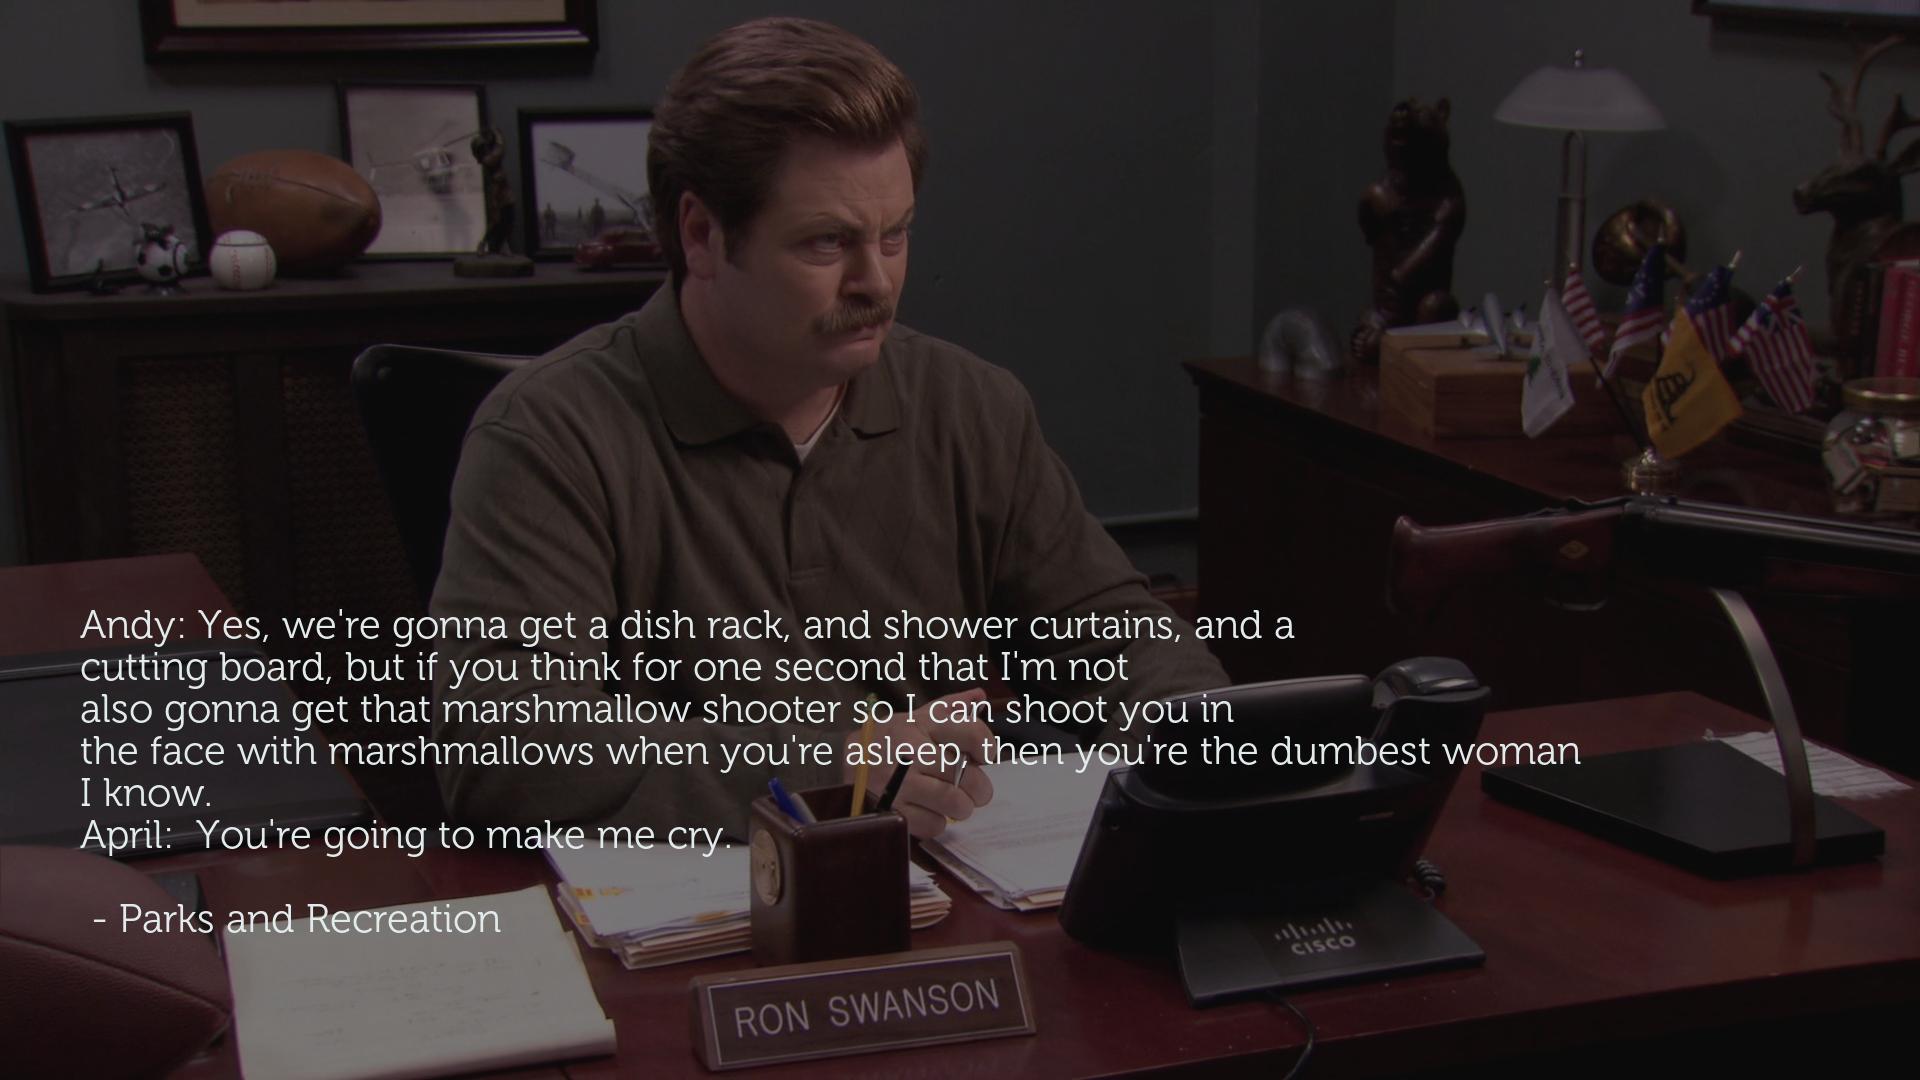 Andy: Yes, we're gonna get a dish rack, and shower curtains, and a
cutting board, but if you think for one second that I'm not
also gonna get that marshmallow shooter so I can shoot you in
the face with marshmallows when you're asleep, then you're the dumbest woman
I know.
April:  You're going to make me cry.
- Parks and Recreation
CISCO
RON SWANSON